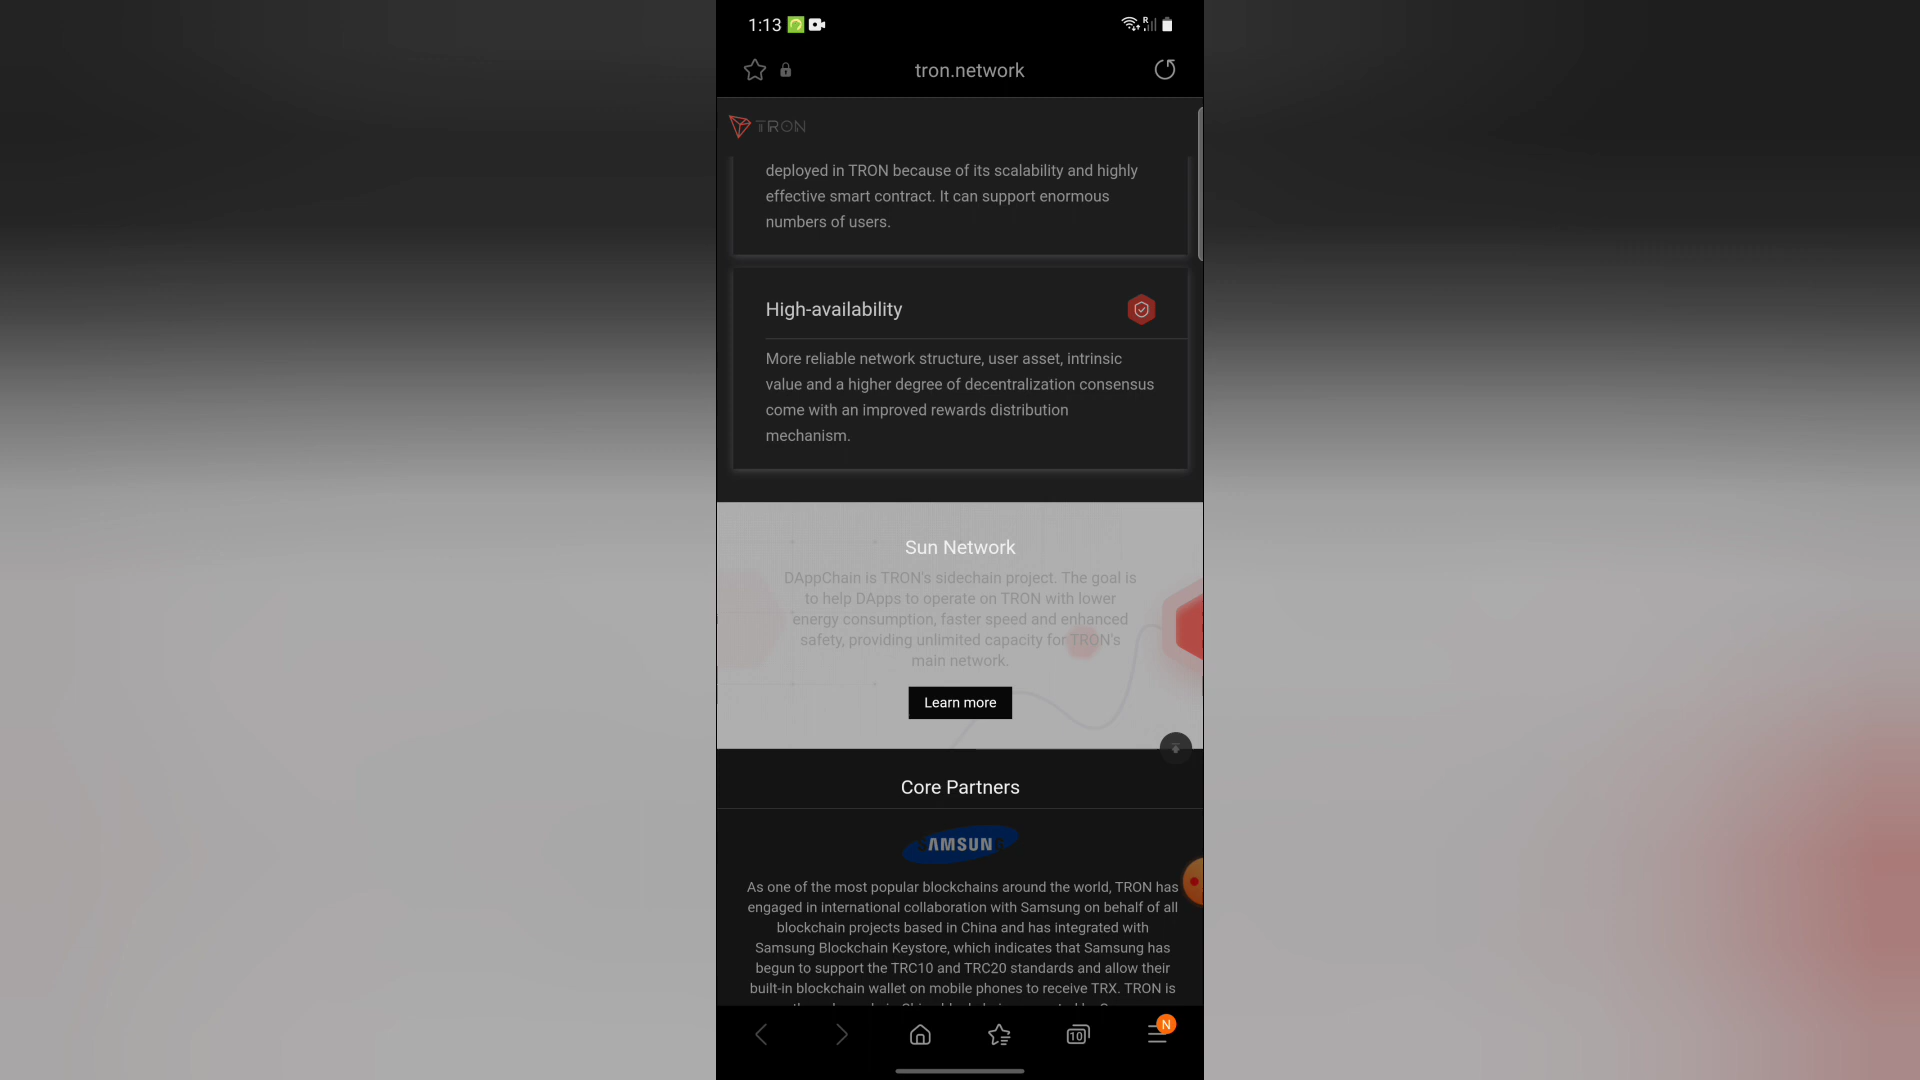 1:13
R
tron.network
TRON
deployed in TRON because of its scalability and highly
effective smart contract. It can support enormous
numbers of users.
High-availability
More reliable network structure, user asset, intrinsic
value and a higher degree of decentralization consensus
come with an improved rewards distribution
mechanism.
Sun Network
DAppChain is TRON's sidechain project. The goal is
to help DApps to operate on TRON with lower
energy consumption, faster speed and enhanced
safety, providing unlimited capacity for TRON's
main network.
Learn more
Core Partners
SAMSUNG
As one of the most popular blockchains around the world, TRON has
engaged in international collaboration with Samsung on behalf of all
blockchain projects based in China and has integrated with
Samsung Blockchain Keystore, which indicates that Samsung has
begun to support the TRC10 and TRC20 standards and allow their
built-in blockchain wallet on mobile phones to receive TRX. TRON is
10
N